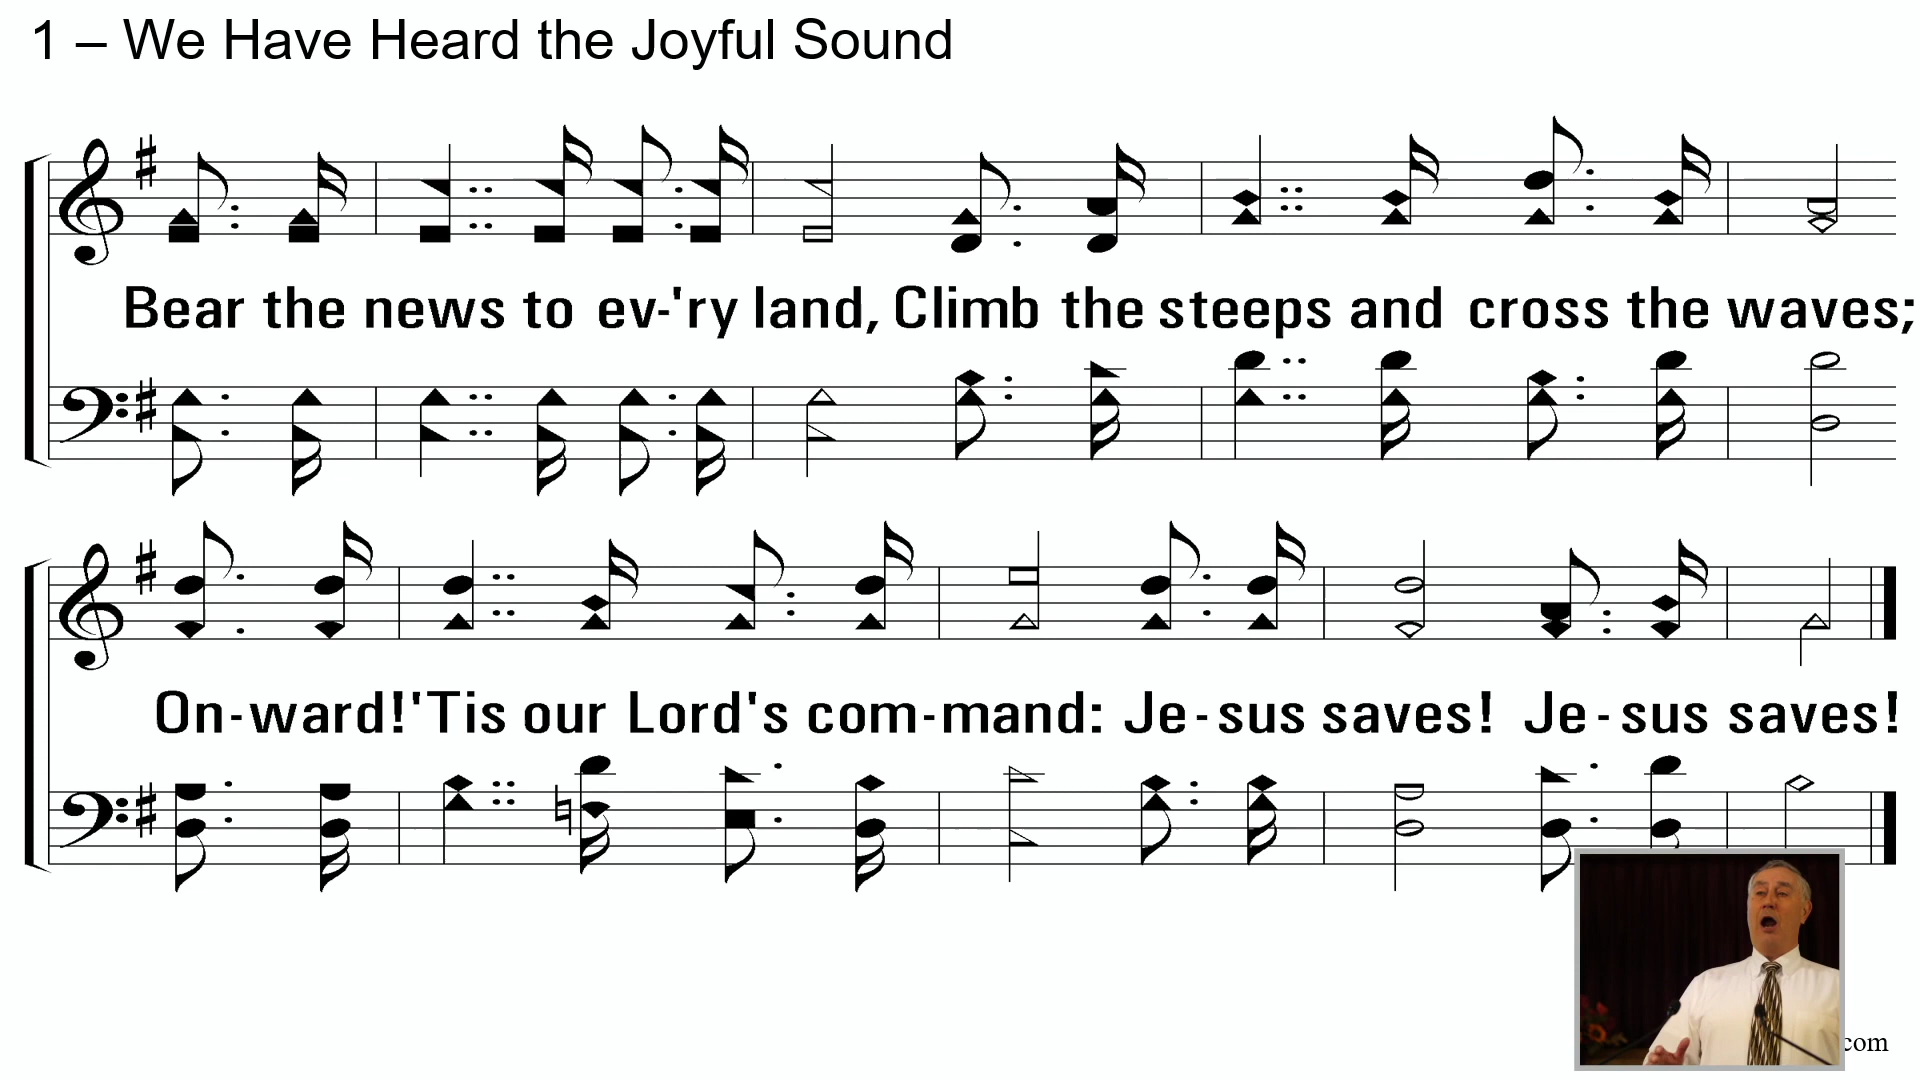 1 – We Have Heard the Joyful Sound
Bear the news to ev-'ry land, Climb the steeps and cross the waves;
On-ward! 'Tis our Lord's com-mand: Je-sus saves! Je-sus saves!
com